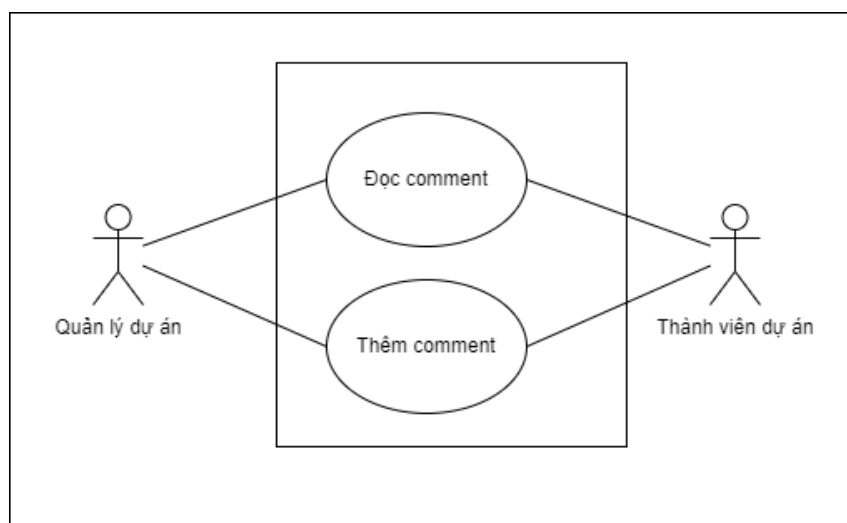 Đọc comment
Quản lý dự án
Thành viên dự án
Thêm comment